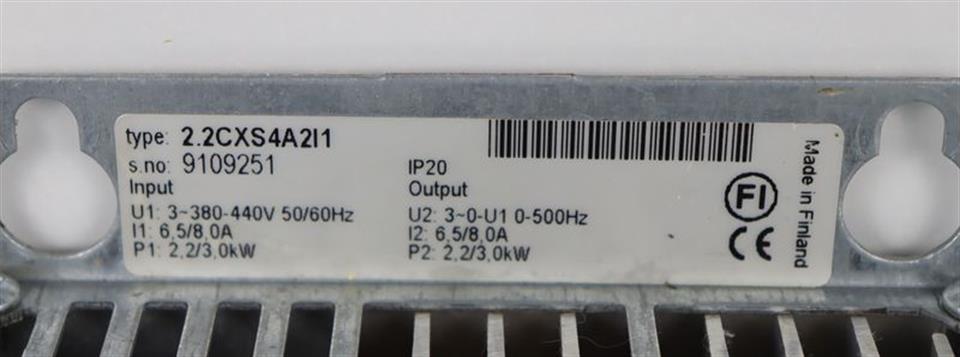 type: 2.2CXS4A2I1
s.no: 9109251
Input
U1: 3~380-440V 50/60Hz
I1: 6,5/8,0A
P1: 2,2/3,0kW
IP20
Output
U2: 3~0-U1 0-500Hz
I2: 6,5/8,0A
P2: 2,2/3,0kW
FI
CE
Made in Finland